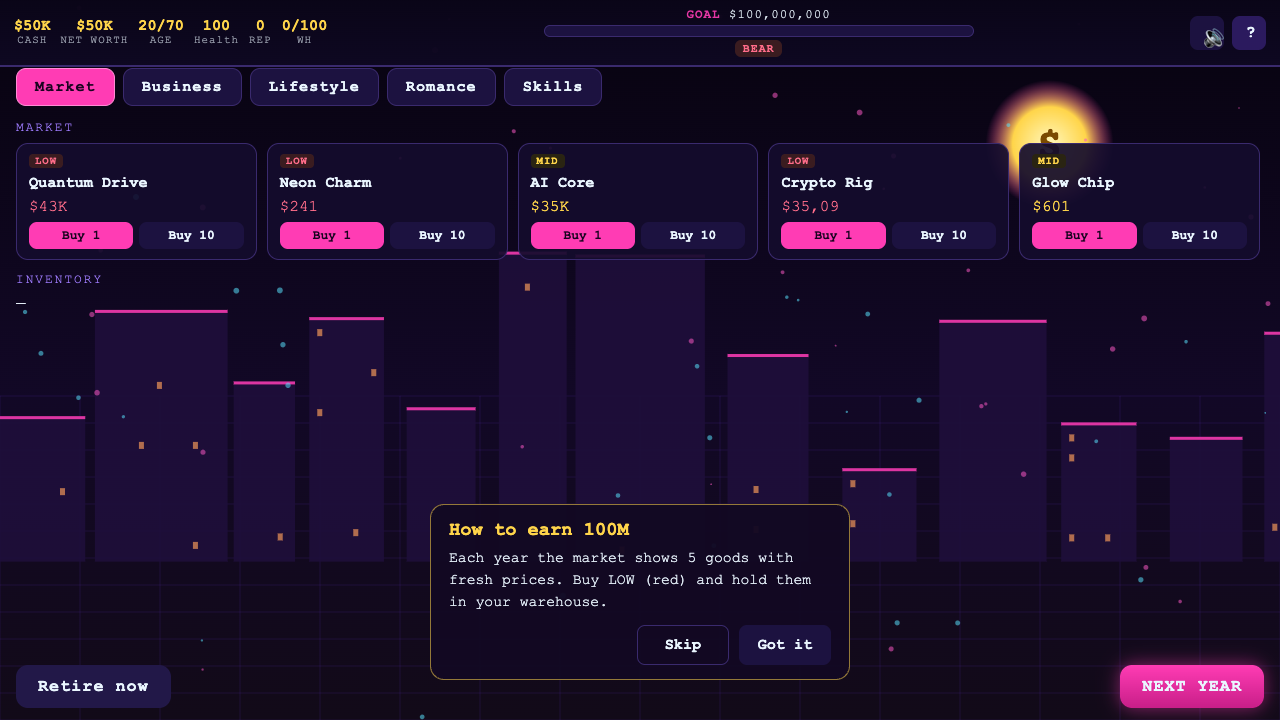 $50K $50K 20/70 100 0 0/100
CASH NET WORTH AGE Health REP WH
GOAL $100,000,000
BEAR
?
Market Business Lifestyle Romance Skills
MARKET
$
LOW LOW MID LOW MID
Quantum Drive Neon Charm AI Core Crypto Rig Glow Chip
$43K $241 $35K $35,09 $601
Buy 1 Buy 10 Buy 1 Buy 10 Buy 1 Buy 10 Buy 1 Buy 10 Buy 1 Buy 10
INVENTORY
—
How to earn 100M
Each year the market shows 5 goods with
fresh prices. Buy LOW (red) and hold them
in your warehouse.
Skip Got it
Retire now NEXT YEAR